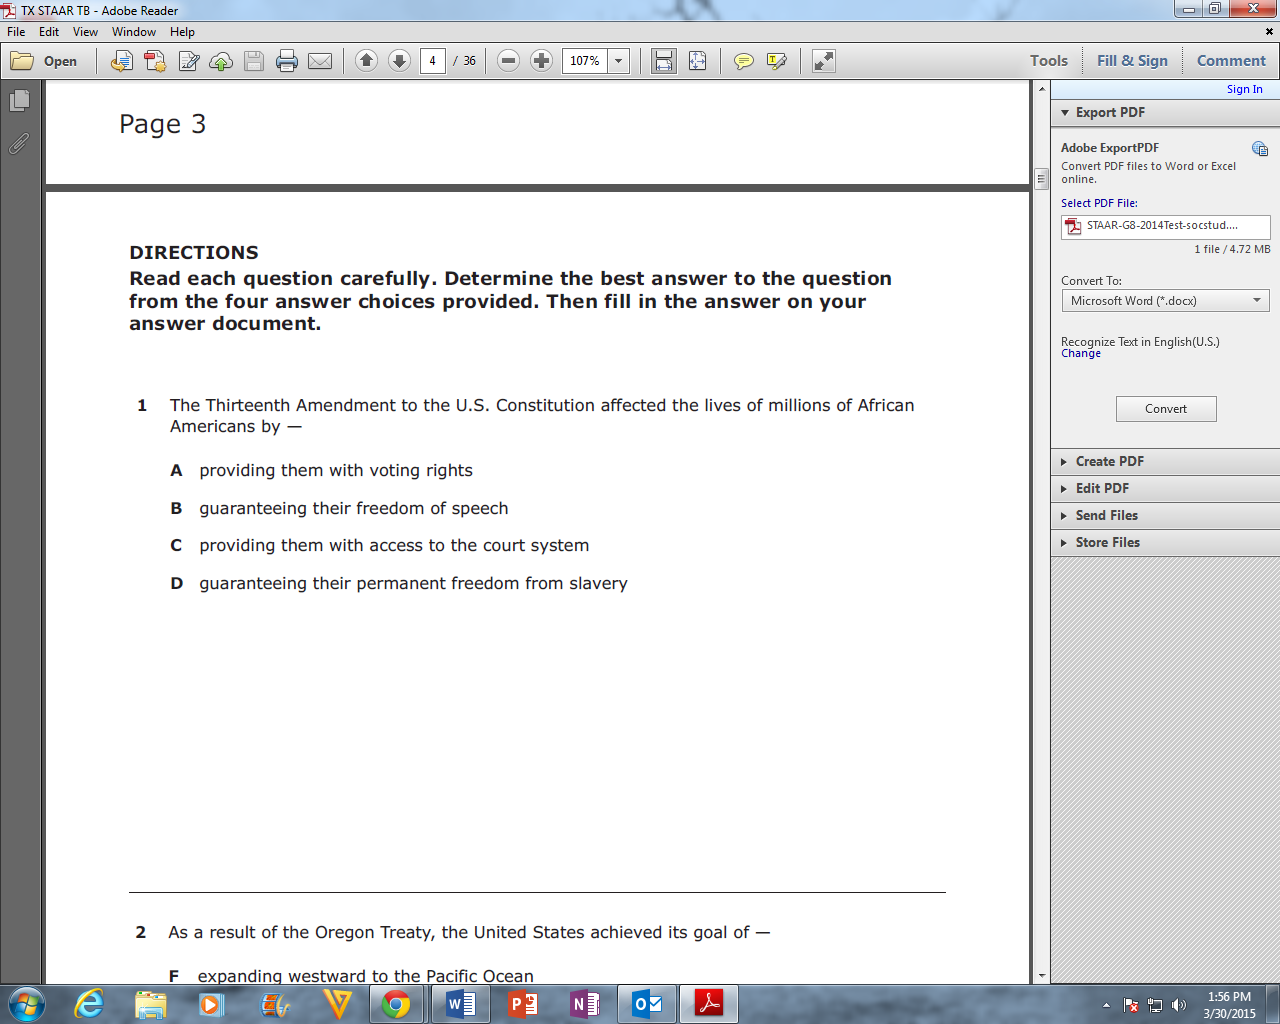 TX STAAR TB - Adobe Reader
File Edit View Window Help
Open 4 / 36 107% Tools Fill & Sign Comment
Sign In
Export PDF
Adobe ExportPDF
Convert PDF files to Word or Excel
online.
Select PDF File:
STAAR-G8-2014Test-socstud....
1 file / 4.72 MB
Convert To:
Microsoft Word (*.docx)
Recognize Text in English(U.S.)
Change
Convert
Create PDF
Edit PDF
Send Files
Store Files
Page 3
DIRECTIONS
Read each question carefully. Determine the best answer to the question
from the four answer choices provided. Then fill in the answer on your
answer document.
1 The Thirteenth Amendment to the U.S. Constitution affected the lives of millions of African
Americans by —
A providing them with voting rights
B guaranteeing their freedom of speech
C providing them with access to the court system
D guaranteeing their permanent freedom from slavery
2 As a result of the Oregon Treaty, the United States achieved its goal of —
F expanding westward to the Pacific Ocean
1:56 PM
3/30/2015